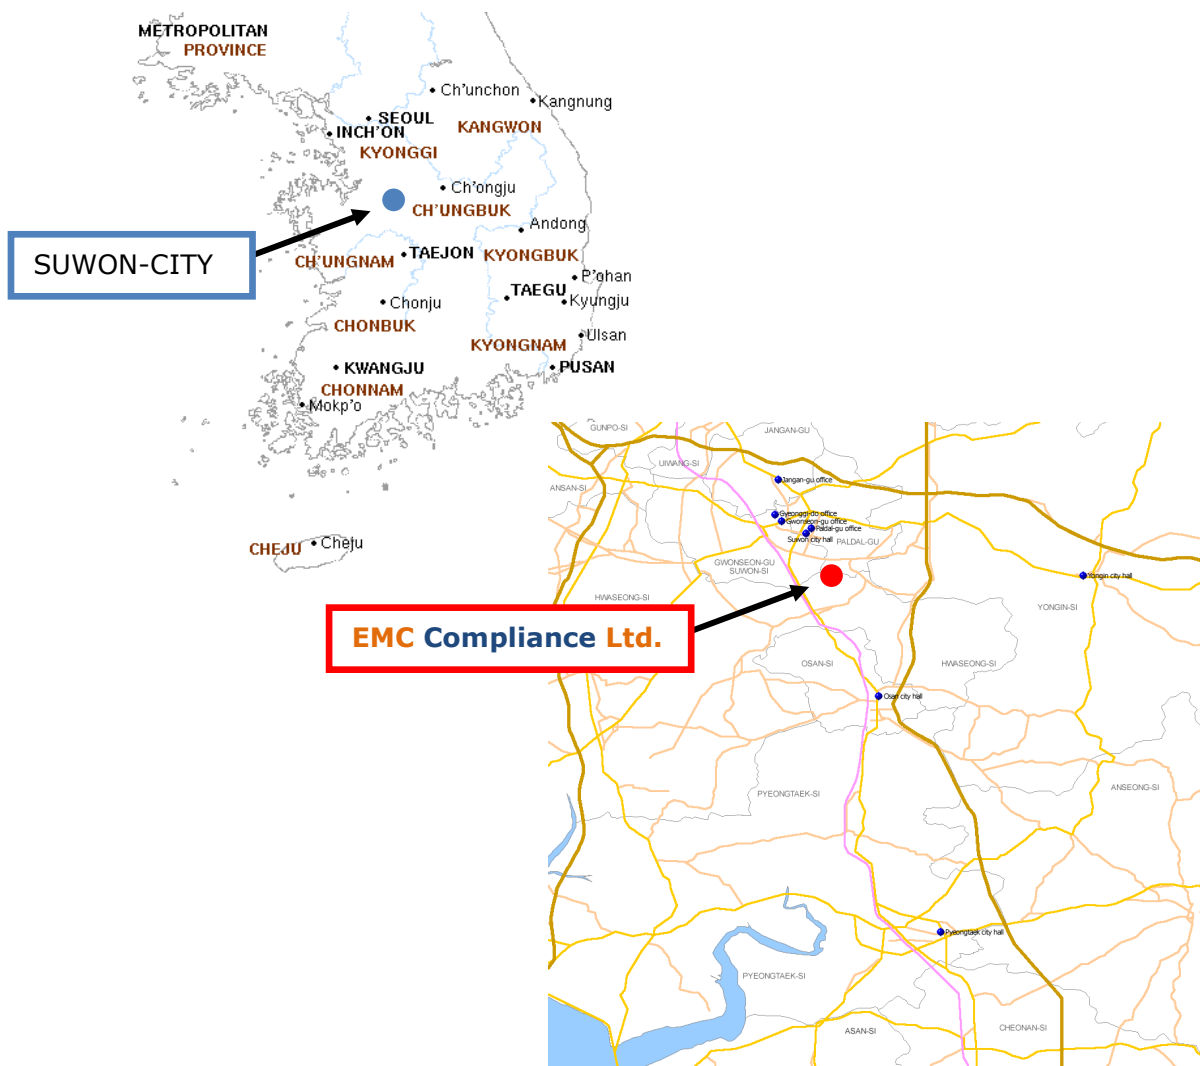 METROPOLITAN
PROVINCE
Ch'unchon
Kangnung
SEOUL
INCH'ON
KANGWON
KYONGGI
Ch'ongju
CH'UNGBUK
Andong
SUWON-CITY
CH'UNGNAM
TAEJON
KYONGBUK
P'ohan
TAEGU
Kyungju
Chonju
CHONBUK
Ulsan
KYONGNAM
KWANGJU
PUSAN
CHONNAM
Mokp'o
CHEJU
Cheju
GUNPO-SI
JANGAN-GU
UIWANG-SI
Jangan-gu office
ANSAN-SI
Gyeonggi-do office
Gwonseon-gu office
Paldal-gu office
Suwon city hall
PALDAL-GU
GWONSEON-GU
SUWON-SI
Yongin city hall
HWASEONG-SI
YONGIN-SI
EMC Compliance Ltd.
OSAN-SI
HWASEONG-SI
Osan city hall
PYEONGTAEK-SI
ANSEONG-SI
Pyeongtaek city hall
PYEONGTAEK-SI
ASAN-SI
CHEONAN-SI